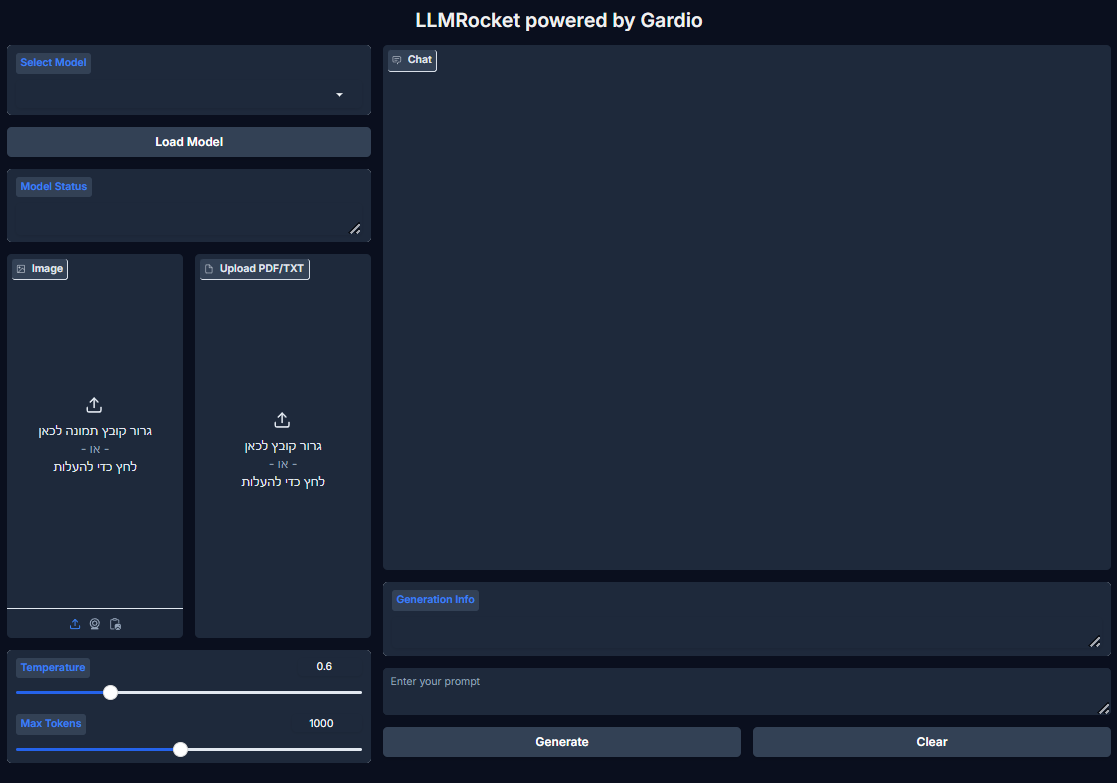 LLMRocket powered by Gardio
Select Model
Load Model
Model Status
Image
גרור קובץ תמונה לכאן
- או -
לחץ כדי להעלות
Upload PDF/TXT
גרור קובץ לכאן
- או -
לחץ כדי להעלות
Temperature
0.6
Max Tokens
1000
Chat
Generation Info
Enter your prompt
Generate
Clear